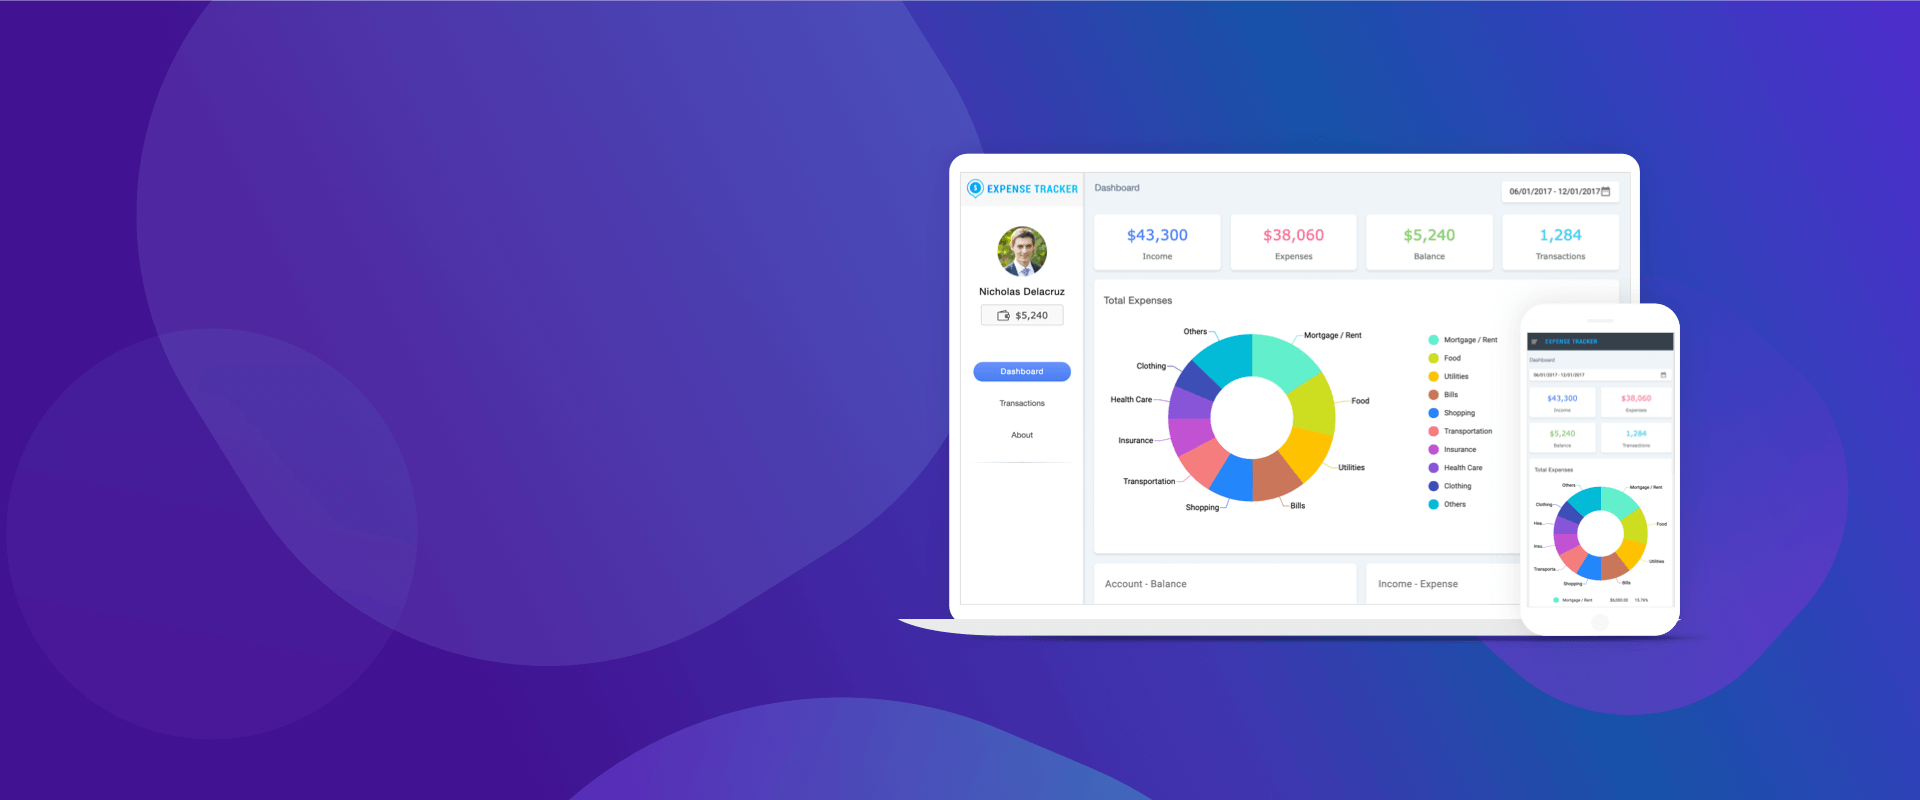 EXPENSE TRACKER
Nicholas Delacruz
$5,240
Dashboard
Transactions
About
Dashboard
06/01/2017 - 12/01/2017
$43,300
Income
$38,060
Expenses
$5,240
Balance
1,284
Transactions
Total Expenses
Others
Mortgage / Rent
Clothing
Health Care
Food
Insurance
Utilities
Transportation
Shopping
Bills
Mortgage / Rent
Food
Utilities
Bills
Shopping
Transportation
Insurance
Health Care
Clothing
Others
Account - Balance
Income - Expense
EXPENSE TRACKER
Dashboard
06/01/2017 - 12/01/2017
$43,300
Income
$38,060
Expenses
$5,240
Balance
1,284
Transactions
Total Expenses
Others
Mortgage / Rent
Clothing
Hea...
Food
Insu...
Utilities
Transporta...
Shopping
Bills
Mortgage / Rent $6,000.00 15.76%